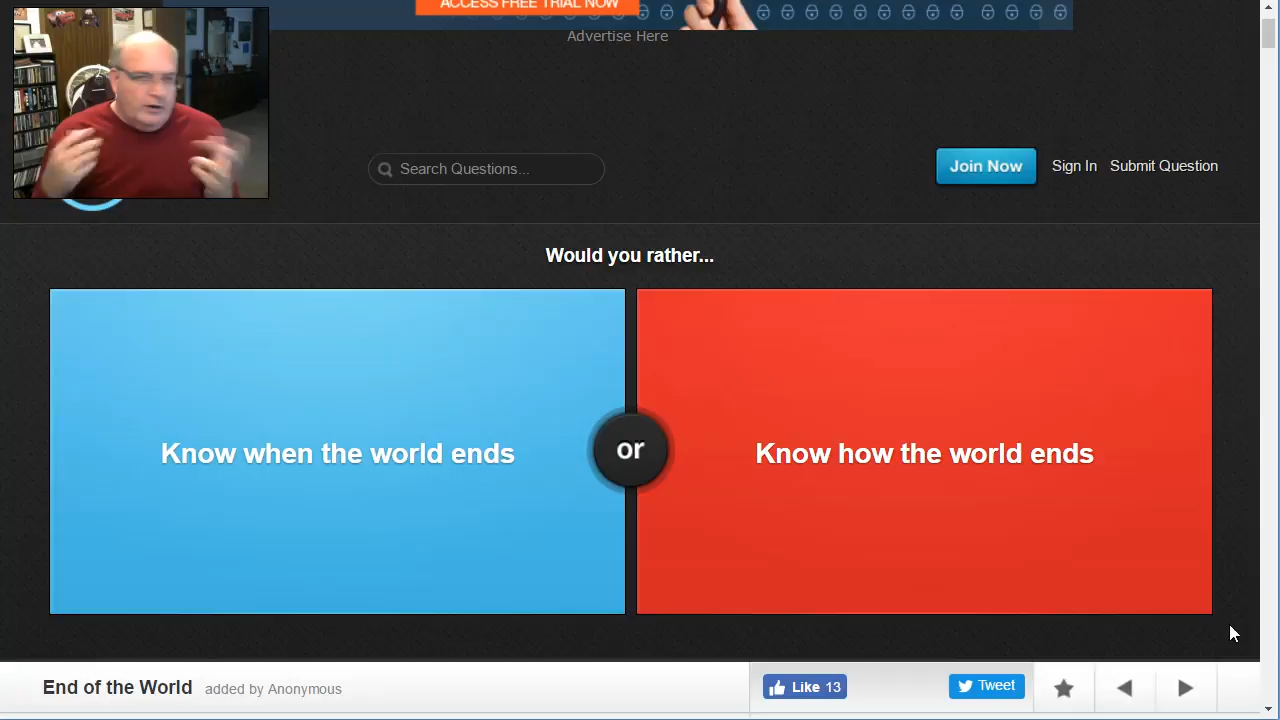 ACCESS FREE TRIAL NOW
Advertise Here
Search Questions...
Join Now
Sign In
Submit Question
Would you rather...
Know when the world ends
or
Know how the world ends
End of the World
added by Anonymous
Like 13
Tweet